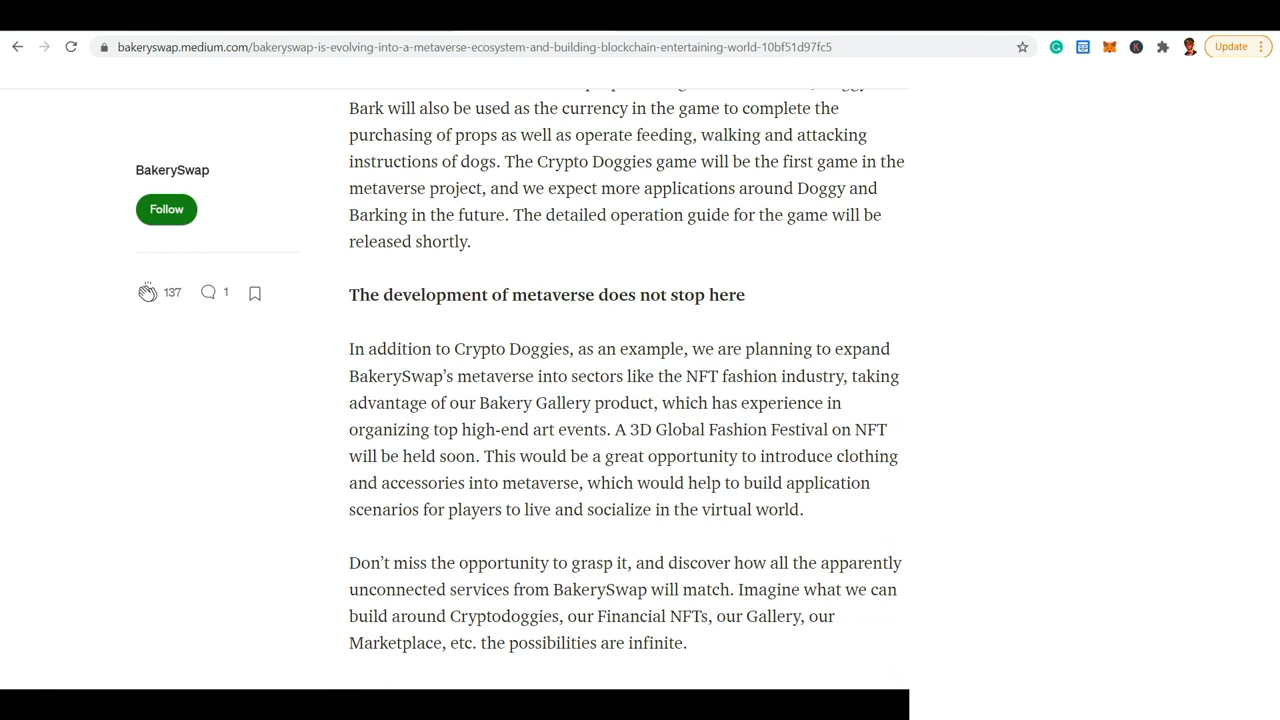 bakeryswap.medium.com/bakeryswap-is-evolving-into-a-metaverse-ecosystem-and-building-blockchain-entertaining-world-10bf51d97fc5
Update
BakerySwap
Follow
137
1
Bark will also be used as the currency in the game to complete the
purchasing of props as well as operate feeding, walking and attacking
instructions of dogs. The Crypto Doggies game will be the first game in the
metaverse project, and we expect more applications around Doggy and
Barking in the future. The detailed operation guide for the game will be
released shortly.
The development of metaverse does not stop here
In addition to Crypto Doggies, as an example, we are planning to expand
BakerySwap’s metaverse into sectors like the NFT fashion industry, taking
advantage of our Bakery Gallery product, which has experience in
organizing top high-end art events. A 3D Global Fashion Festival on NFT
will be held soon. This would be a great opportunity to introduce clothing
and accessories into metaverse, which would help to build application
scenarios for players to live and socialize in the virtual world.
Don’t miss the opportunity to grasp it, and discover how all the apparently
unconnected services from BakerySwap will match. Imagine what we can
build around Cryptodoggies, our Financial NFTs, our Gallery, our
Marketplace, etc. the possibilities are infinite.